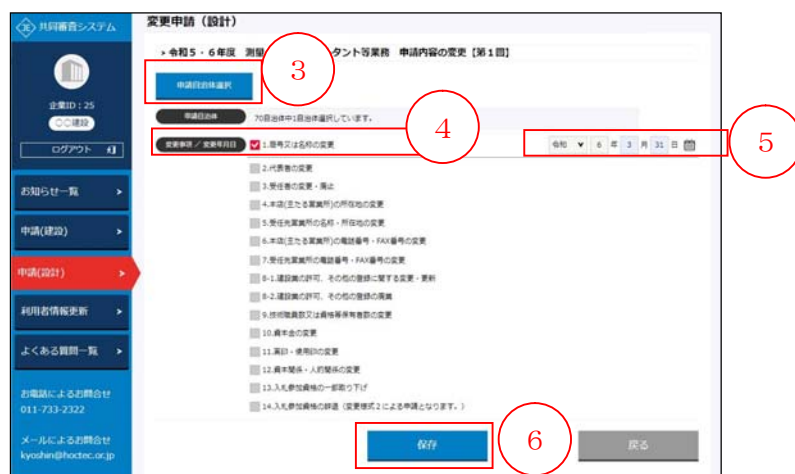 共同審査システム
企業ID：25
〇〇建設
ログアウト
お知らせ一覧 >
申請(建設) >
申請(設計) >
利用者情報更新 >
よくある質問一覧 >
お電話によるお問合せ
011-733-2322
メールによるお問合せ
kyoshin@hoctec.or.jp
変更申請（設計）
> 令和5・6年度 測量 タント等業務 申請内容の変更【第1回】
申請自治体選択
③
申請自治体 70自治体中1自治体選択しています。
④
変更事項／変更年月日 1.商号又は名称の変更 令和 6 年 3 月 31 日
⑤
2.代表者の変更
3.受任者の変更・廃止
4.本店(主たる営業所)の所在地の変更
5.受任先営業所の名称・所在地の変更
6.本店(主たる営業所)の電話番号・FAX番号の変更
7.受任先営業所の電話番号・FAX番号の変更
8-1.建設業の許可、その他の登録に関する変更・更新
8-2.建設業の許可、その他の登録の廃業
9.技術職員数又は資格等保有者数の変更
10.資本金の変更
11.実印・使用印の変更
12.資本関係・人的関係の変更
13.入札参加資格の一部取り下げ
14.入札参加資格の辞退（変更様式2による申請となります。）
保存
⑥
戻る